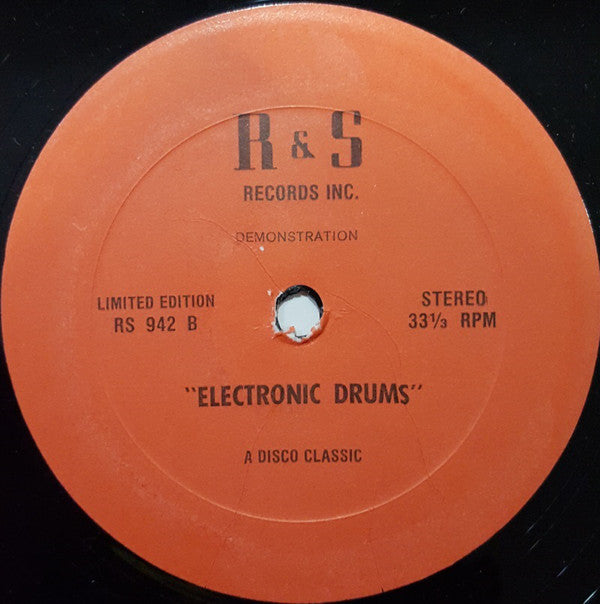 R & S
RECORDS INC.
DEMONSTRATION
LIMITED EDITION
RS 942 B
STEREO
33⅓ RPM
"ELECTRONIC DRUMS"
A DISCO CLASSIC